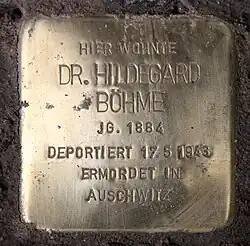 HIER WOHNTE
DR. HILDEGARD
BÖHME
JG. 1884
DEPORTIERT 17.5.1943
ERMORDET IN
AUSCHWITZ